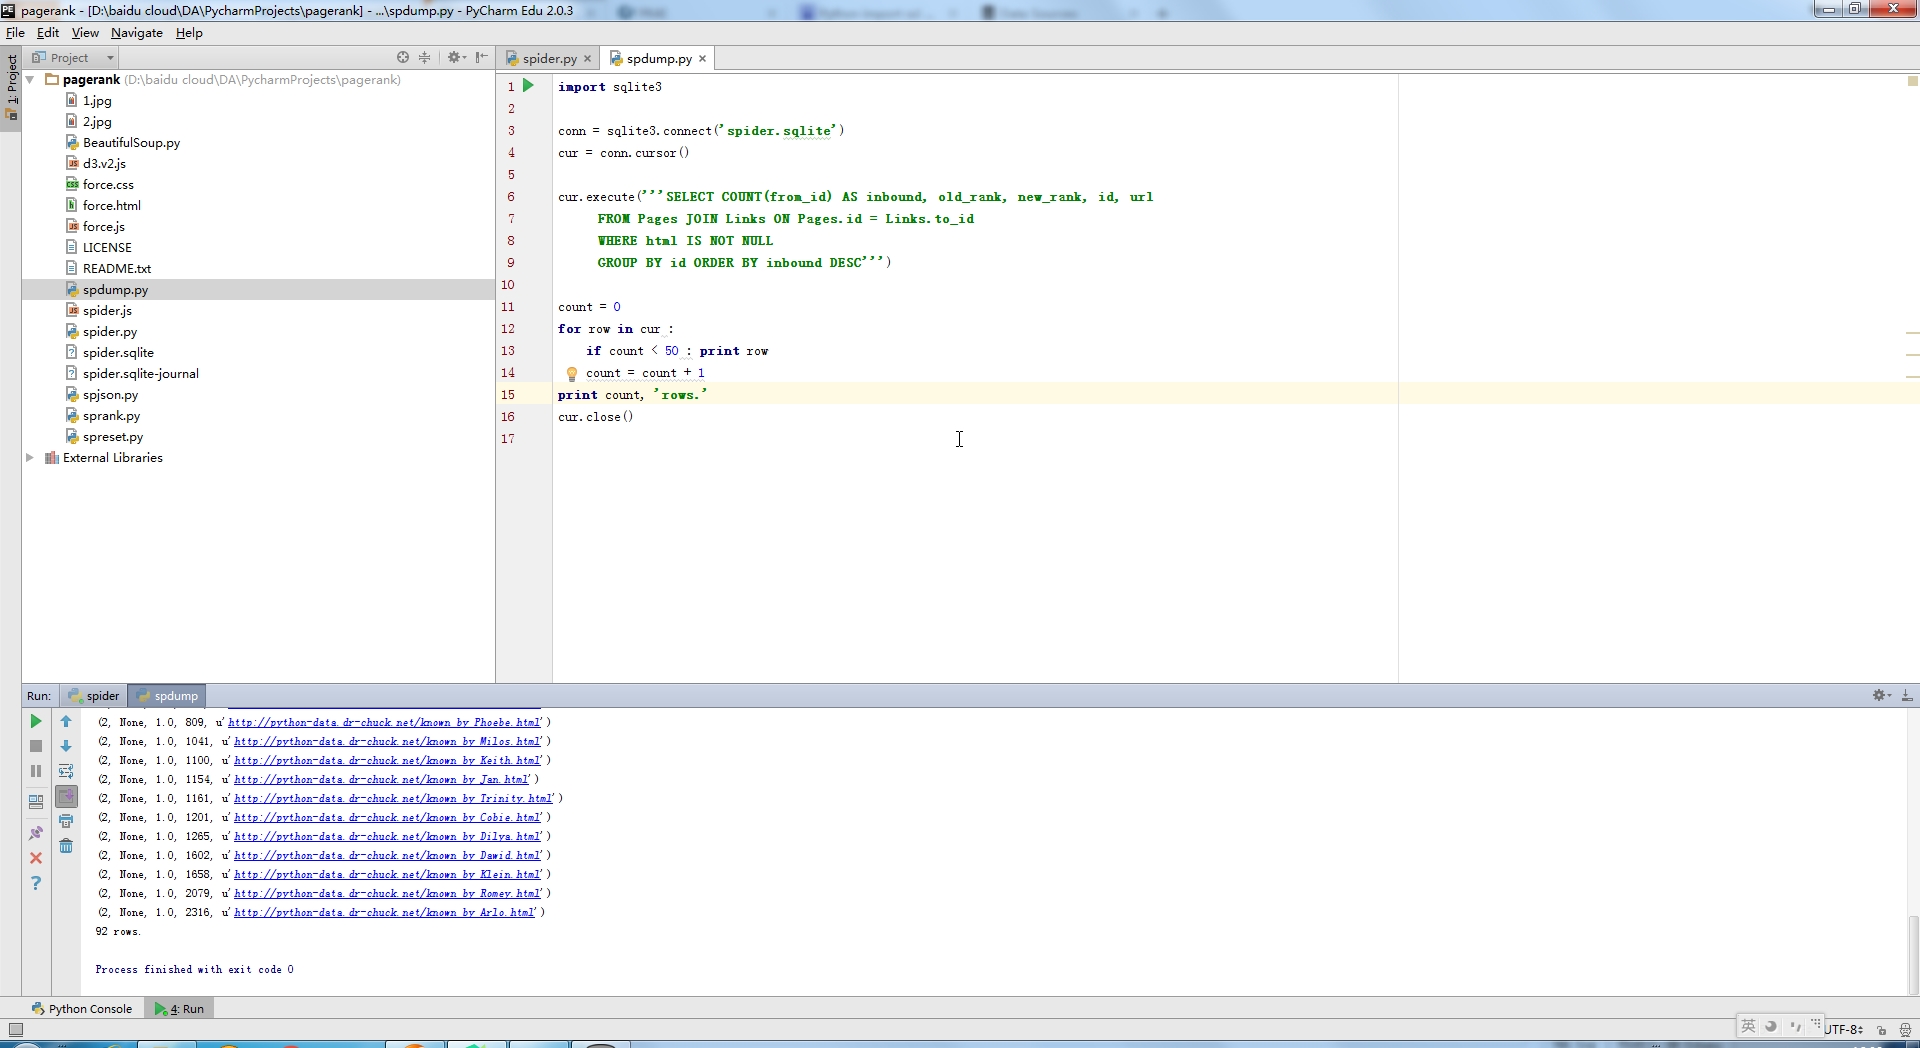 pagerank - [D:\baidu cloud\DA\PycharmProjects\pagerank] - ...\spdump.py - PyCharm Edu 2.0.3
File Edit View Navigate Help
Project
spider.py
spdump.py
1: Project
pagerank (D:\baidu cloud\DA\PycharmProjects\pagerank)
1.jpg
2.jpg
BeautifulSoup.py
d3.v2.js
force.css
force.html
force.js
LICENSE
README.txt
spdump.py
spider.js
spider.py
spider.sqlite
spider.sqlite-journal
spjson.py
sprank.py
spreset.py
External Libraries
1 import sqlite3
2
3 conn = sqlite3.connect('spider.sqlite')
4 cur = conn.cursor()
5
6 cur.execute('''SELECT COUNT(from_id) AS inbound, old_rank, new_rank, id, url
7 FROM Pages JOIN Links ON Pages.id = Links.to_id
8 WHERE html IS NOT NULL
9 GROUP BY id ORDER BY inbound DESC''')
10
11 count = 0
12 for row in cur :
13 if count < 50 : print row
14 count = count + 1
15 print count, 'rows.'
16 cur.close()
17
Run: spider spdump
(2, None, 1.0, 809, u'http://python-data.dr-chuck.net/known_by_Phoebe.html')
(2, None, 1.0, 1041, u'http://python-data.dr-chuck.net/known_by_Milos.html')
(2, None, 1.0, 1100, u'http://python-data.dr-chuck.net/known_by_Keith.html')
(2, None, 1.0, 1154, u'http://python-data.dr-chuck.net/known_by_Jan.html')
(2, None, 1.0, 1161, u'http://python-data.dr-chuck.net/known_by_Trinity.html')
(2, None, 1.0, 1201, u'http://python-data.dr-chuck.net/known_by_Cobie.html')
(2, None, 1.0, 1265, u'http://python-data.dr-chuck.net/known_by_Dilya.html')
(2, None, 1.0, 1602, u'http://python-data.dr-chuck.net/known_by_Dawid.html')
(2, None, 1.0, 1658, u'http://python-data.dr-chuck.net/known_by_Klein.html')
(2, None, 1.0, 2079, u'http://python-data.dr-chuck.net/known_by_Romey.html')
(2, None, 1.0, 2316, u'http://python-data.dr-chuck.net/known_by_Arlo.html')
92 rows.
Process finished with exit code 0
Python Console 4: Run
英 UTF-8